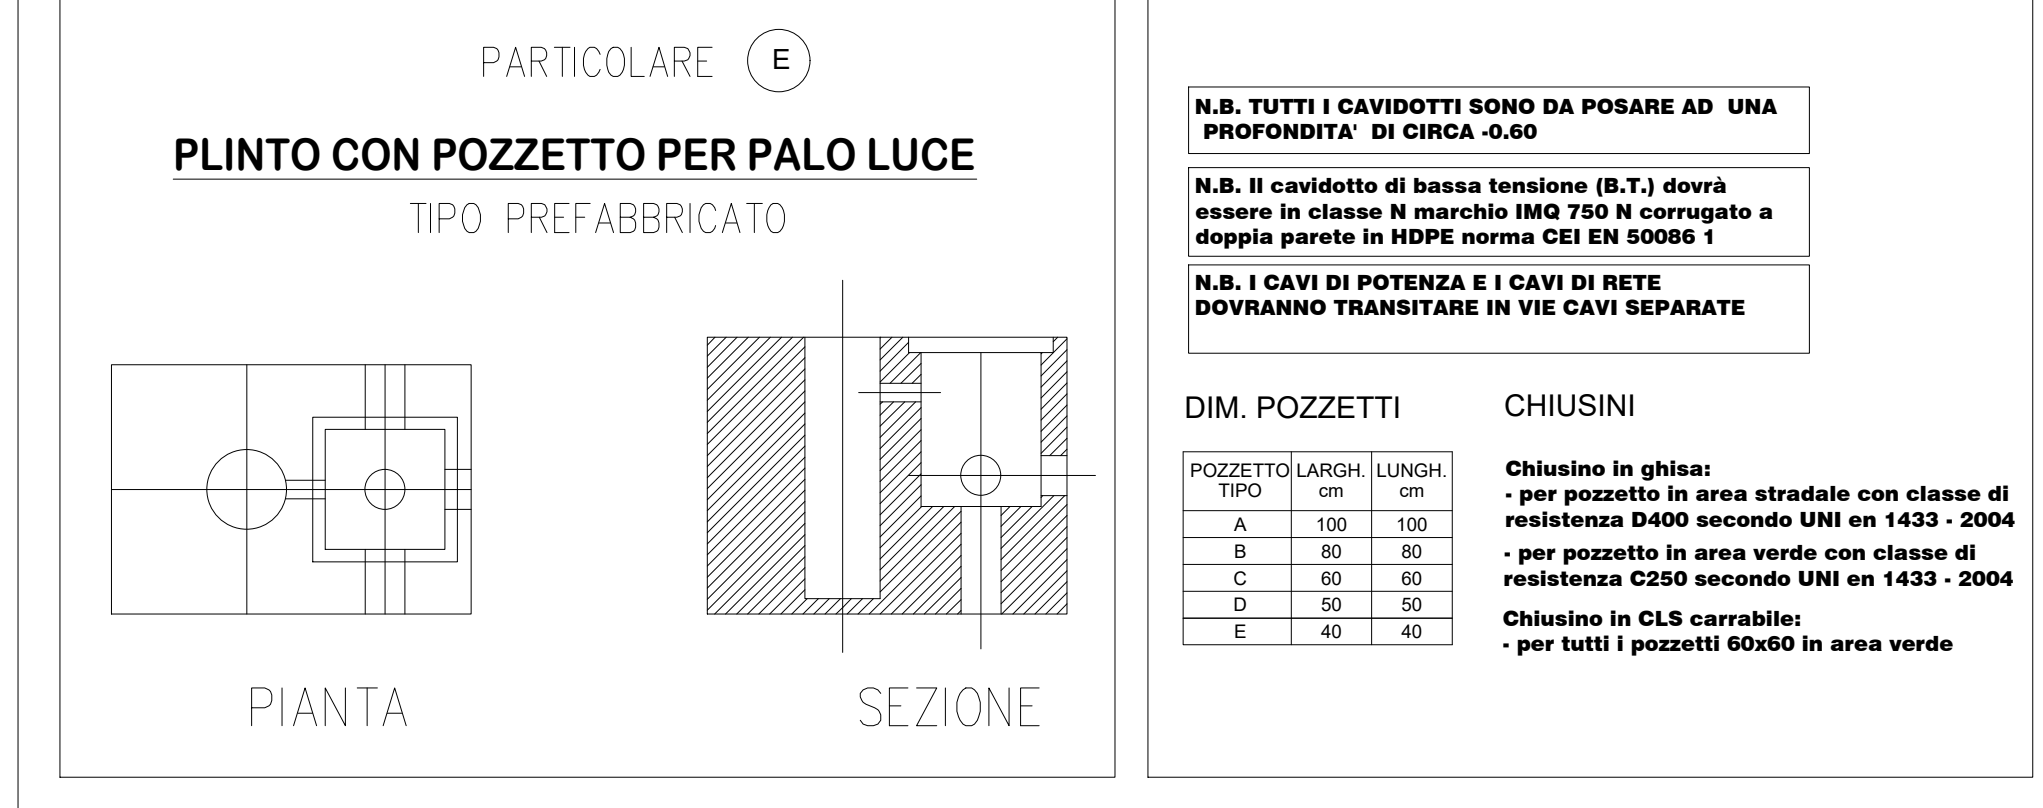 PARTICOLARE E
PLINTO CON POZZETTO PER PALO LUCE
TIPO PREFABBRICATO
PIANTA
SEZIONE
N.B. TUTTI I CAVIDOTTI SONO DA POSARE AD UNA
PROFONDITA' DI CIRCA -0.60
N.B. Il cavidotto di bassa tensione (B.T.) dovrà
essere in classe N marchio IMQ 750 N corrugato a
doppia parete in HDPE norma CEI EN 50086 1
N.B. I CAVI DI POTENZA E I CAVI DI RETE
DOVRANNO TRANSITARE IN VIE CAVI SEPARATE
DIM. POZZETTI
POZZETTO LARGH. LUNGH.
TIPO cm cm
A 100 100
B 80 80
C 60 60
D 50 50
E 40 40
CHIUSINI
Chiusino in ghisa:
- per pozzetto in area stradale con classe di
resistenza D400 secondo UNI en 1433 - 2004
- per pozzetto in area verde con classe di
resistenza C250 secondo UNI en 1433 - 2004
Chiusino in CLS carrabile:
- per tutti i pozzetti 60x60 in area verde